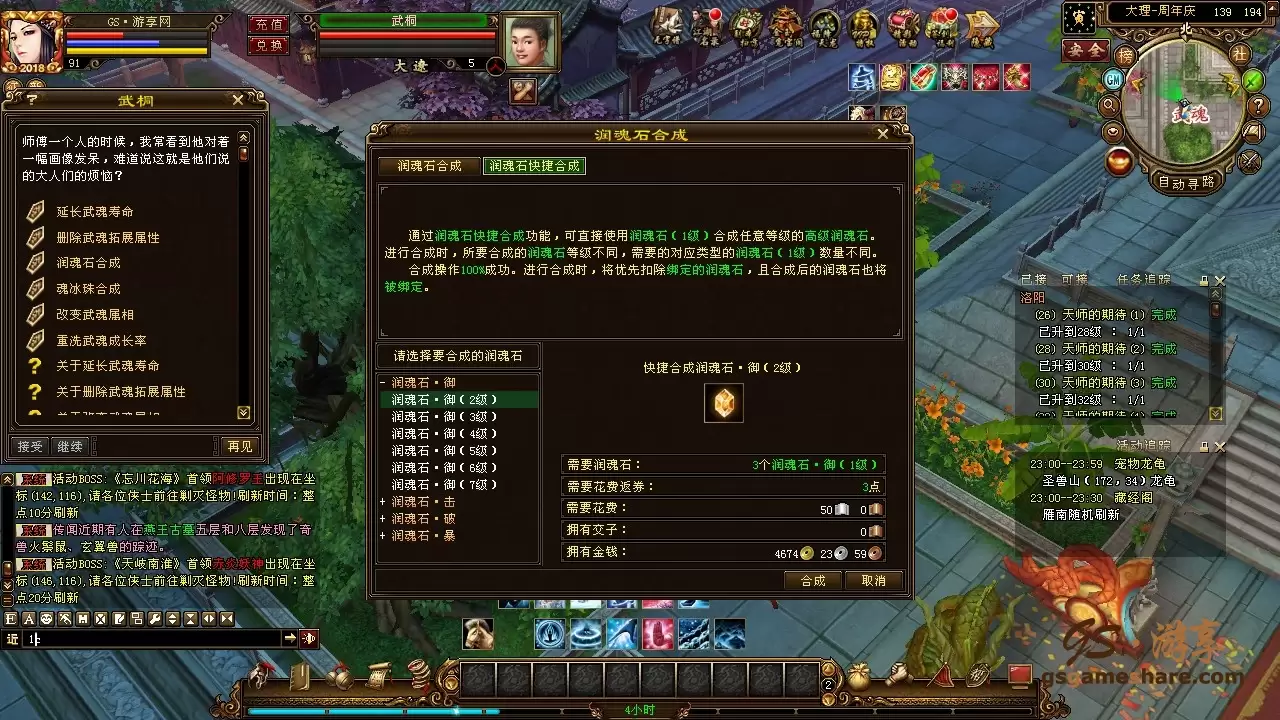 GS·游享网
2018
91
充值
兑换
武桐
大道
5
大理-周年庆 139 194
北
安全
榜
社
GM
武魂
自动寻路
武桐
师傅一个人的时候，我常看到他对着
一幅画像发呆，难道说这就是他们说
的大人们的烦恼？
延长武魂寿命
删除武魂拓展属性
润魂石合成
魂冰珠合成
改变武魂属相
重洗武魂成长率
关于延长武魂寿命
关于删除武魂拓展属性
接受
继续
再见
润魂石合成
润魂石合成
润魂石快捷合成
通过润魂石快捷合成功能，可直接使用润魂石（1级）合成任意等级的高级润魂石。
进行合成时，所要合成的润魂石等级不同，需要的对应类型的润魂石（1级）数量不同。
合成操作100%成功。进行合成时，将优先扣除绑定的润魂石，且合成后的润魂石也将
被绑定。
请选择要合成的润魂石
- 润魂石·御
润魂石·御（2级）
润魂石·御（3级）
润魂石·御（4级）
润魂石·御（5级）
润魂石·御（6级）
润魂石·御（7级）
+ 润魂石·击
+ 润魂石·破
+ 润魂石·暴
快捷合成润魂石·御（2级）
需要润魂石： 3个润魂石·御（1级）
需要花费返券： 3点
需要花费： 50 0
拥有交子： 0
拥有金钱： 4674 23 59
合成
取消
已接 可接 任务追踪
洛阳
(26) 天师的期待(1) 完成
已升到28级 : 1/1
(28) 天师的期待(2) 完成
已升到30级 : 1/1
(30) 天师的期待(3) 完成
已升到32级 : 1/1
活动追踪
23:00--23:59 宠物龙龟
圣兽山（172，34）龙龟
23:00--23:30 藏经阁
雁南随机刷新
活动BOSS:《忘川花海》首领阿修罗王出现在坐
标(142,116),请各位侠士前往剿灭怪物!刷新时间：整
点10分刷新
传闻近期有人在燕王古墓五层和八层发现了奇
兽火鬃鼠、玄翼兽的踪迹。
活动BOSS:《天岐南淮》首领赤炎妖神出现在坐
标(146,116),请各位侠士前往剿灭怪物!刷新时间：整
点20分刷新
近 1
2
4小时
GS 游享
gsgameshare.com